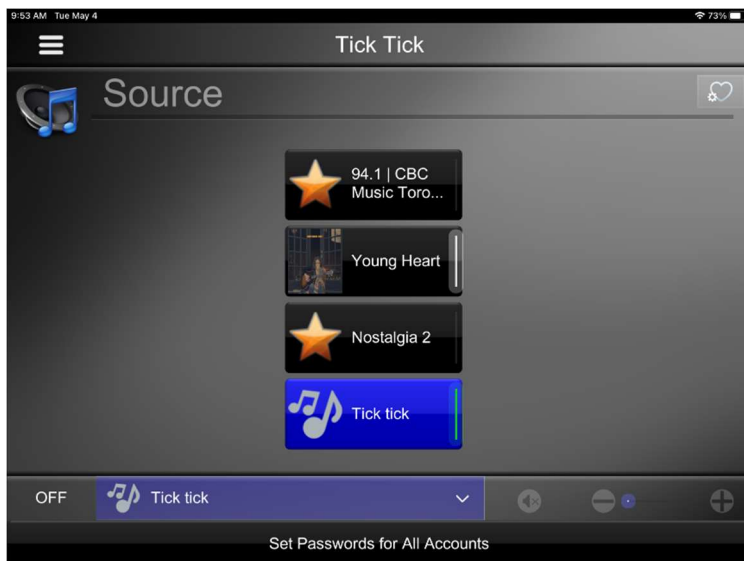 9:53 AM Tue May 4
73%
Tick Tick
Source
94.1 | CBC
Music Toro...
Young Heart
Nostalgia 2
Tick tick
OFF
Tick tick
Set Passwords for All Accounts